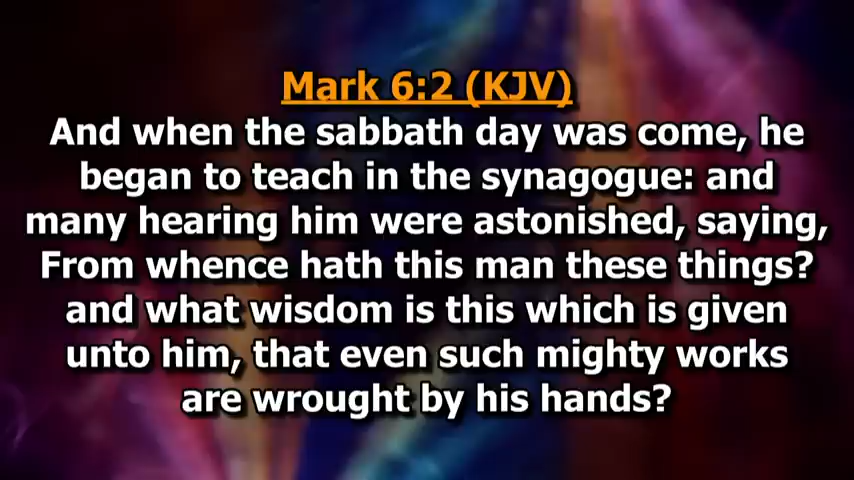 Mark 6:2 (KJV)
And when the sabbath day was come, he
began to teach in the synagogue: and
many hearing him were astonished, saying,
From whence hath this man these things?
and what wisdom is this which is given
unto him, that even such mighty works
are wrought by his hands?